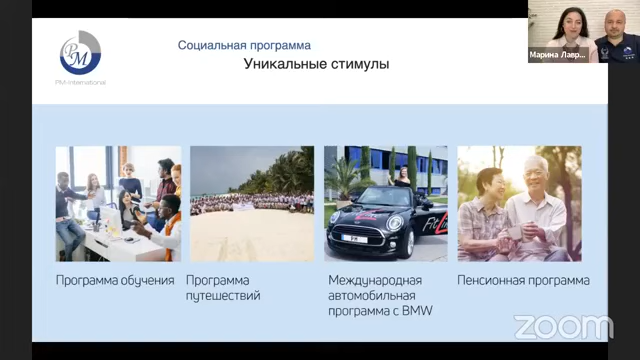 Социальная программа
Уникальные стимулы
PM
PM-International
Марина Лавр...
FitLine
PM
Программа обучения
Программа
путешествий
Международная
автомобильная
программа с BMW
Пенсионная программа
zoom